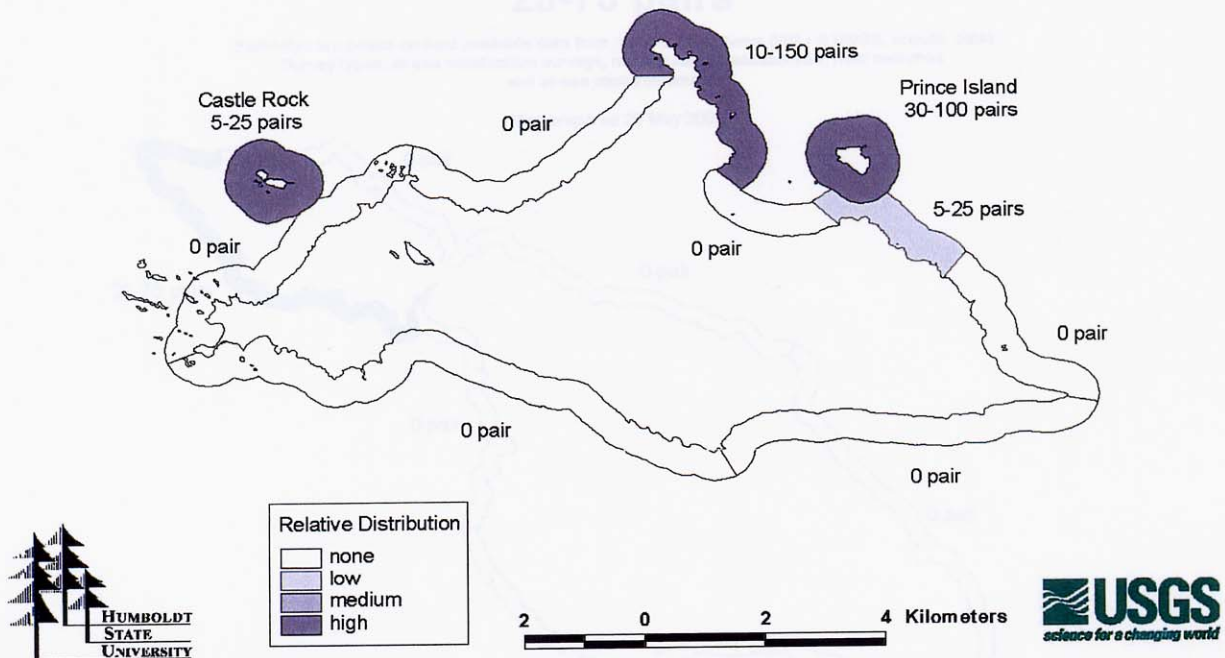 10-150 pairs
Castle Rock
5-25 pairs
Prince Island
30-100 pairs
0 pair
5-25 pairs
0 pair
0 pair
0 pair
0 pair
0 pair
Relative Distribution
none
low
medium
high
2 0 2 4 Kilometers
HUMBOLDT
STATE
UNIVERSITY
USGS
science for a changing world